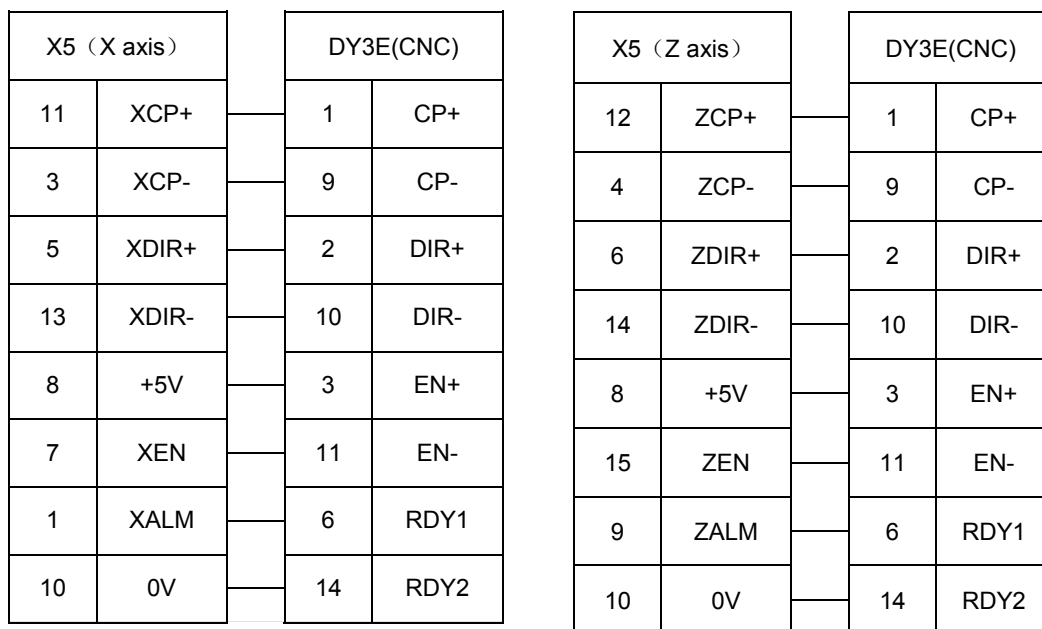 X5（X axis） DY3E(CNC)
11 XCP+ 1 CP+
3 XCP- 9 CP-
5 XDIR+ 2 DIR+
13 XDIR- 10 DIR-
8 +5V 3 EN+
7 XEN 11 EN-
1 XALM 6 RDY1
10 0V 14 RDY2
X5（Z axis） DY3E(CNC)
12 ZCP+ 1 CP+
4 ZCP- 9 CP-
6 ZDIR+ 2 DIR+
14 ZDIR- 10 DIR-
8 +5V 3 EN+
15 ZEN 11 EN-
9 ZALM 6 RDY1
10 0V 14 RDY2